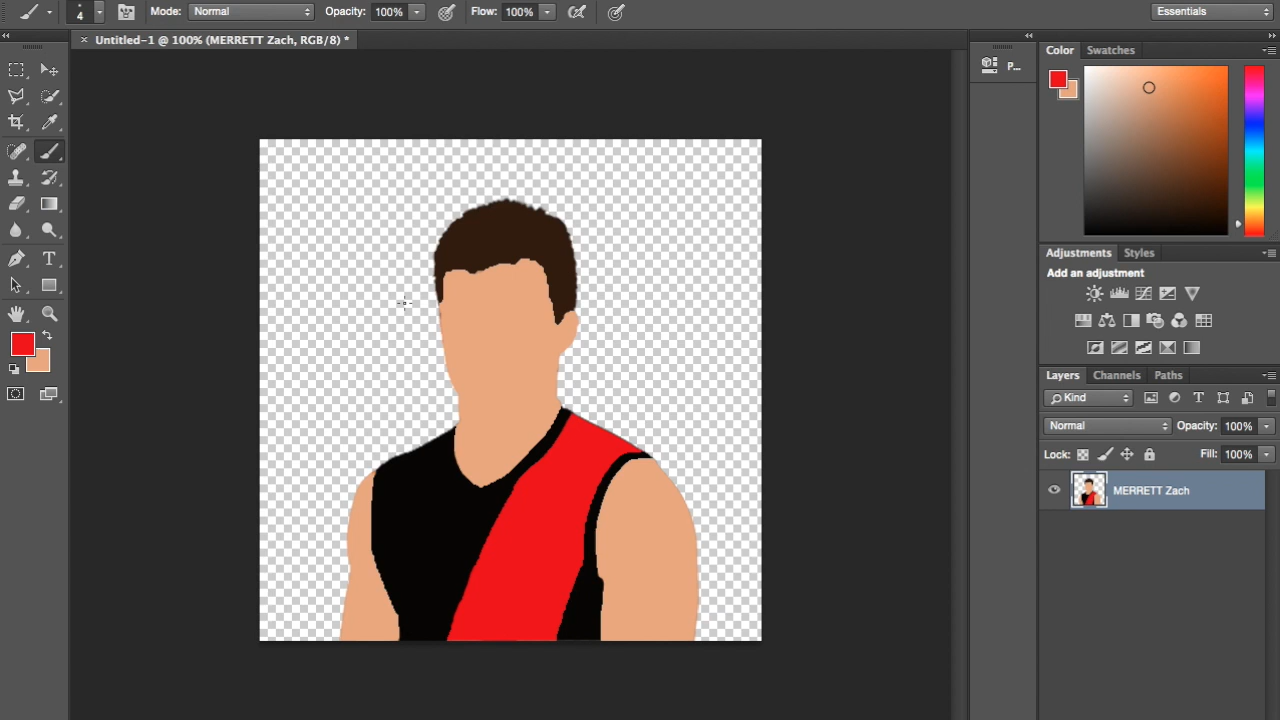 4 Mode: Normal Opacity: 100% Flow: 100% Essentials
× Untitled-1 @ 100% (MERRETT Zach, RGB/8) *
Color Swatches
P...
Adjustments Styles
Add an adjustment
T
Layers Channels Paths
Kind T
Normal Opacity: 100%
Lock: Fill: 100%
MERRETT Zach